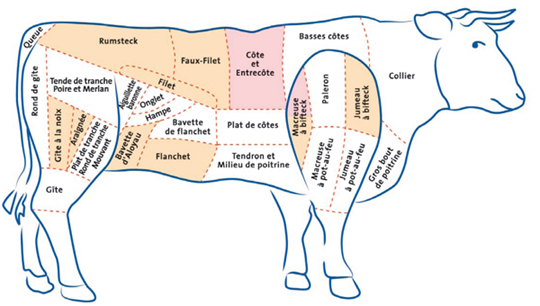 Queue
Rumsteck
Faux-Filet
Côte
et
Entrecôte
Basses côtes
Collier
Rond de gîte
Tende de tranche
Poire et Merlan
Aiguillette
baronne
Filet
Onglet
Hampe
Gîte à la noix
Araignée
Plat de tranche
Rond de tranche
Mouvant
Bavette
d'Aloyau
Bavette
de flanchet
Flanchet
Plat de côtes
Tendron et
Milieu de poitrine
Macreuse
à bifteck
Paleron
Jumeau
à bifteck
Macreuse
à pot-au-feu
Jumeau
à pot-au-feu
Gros bout
de poitrine
Gîte